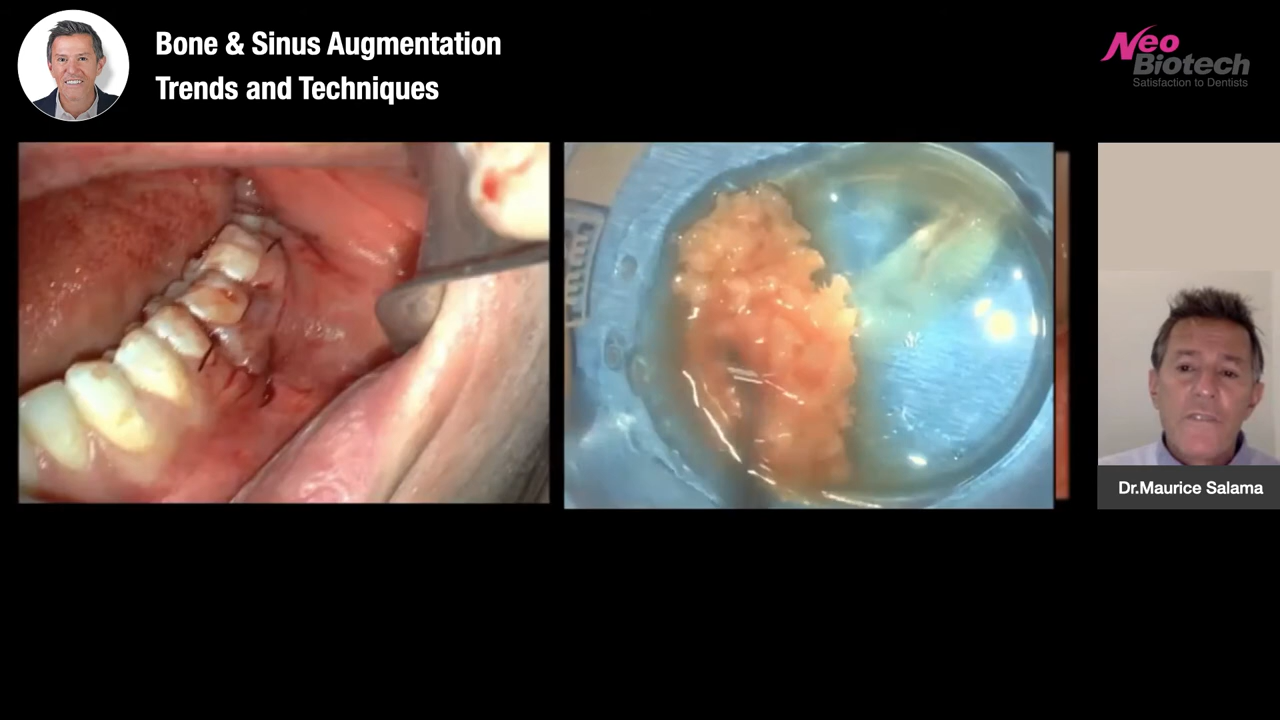 Bone & Sinus Augmentation
Trends and Techniques
Neo
Biotech
Satisfaction to Dentists
Dr.Maurice Salama